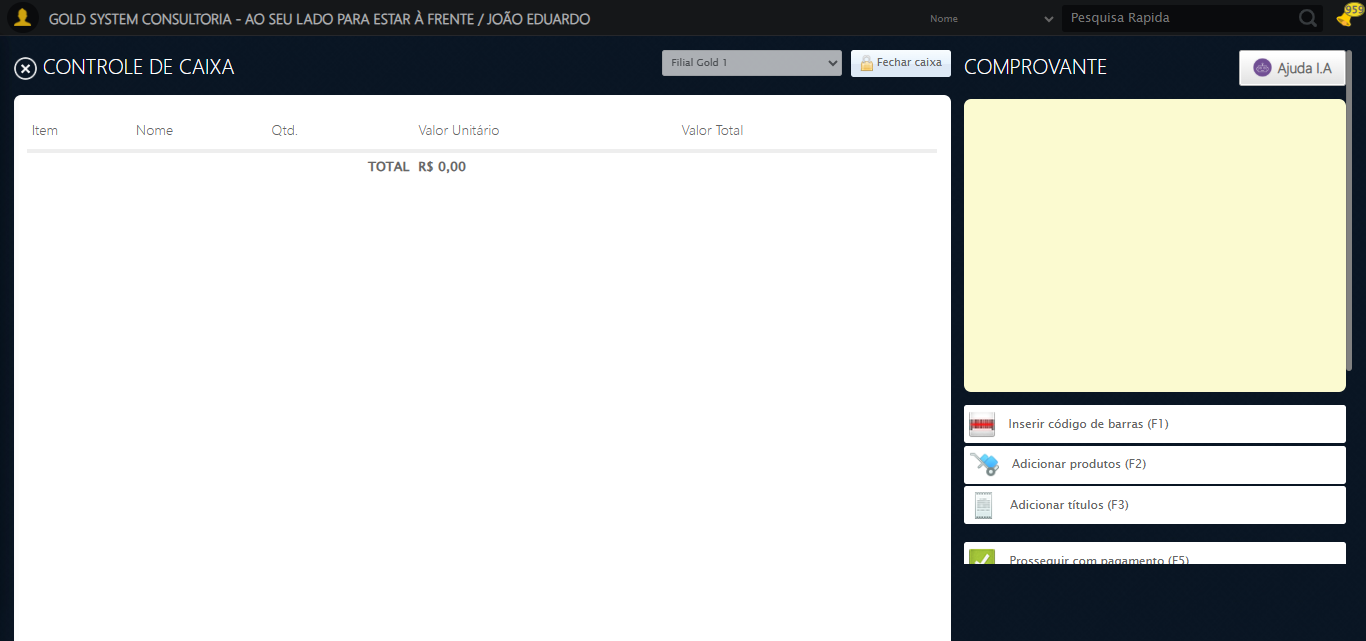 GOLD SYSTEM CONSULTORIA - AO SEU LADO PARA ESTAR À FRENTE / JOÃO EDUARDO
Nome
Pesquisa Rapida
959
CONTROLE DE CAIXA
Filial Gold 1
Fechar caixa
COMPROVANTE
Ajuda I.A
Item Nome Qtd. Valor Unitário Valor Total
TOTAL R$ 0,00
Inserir código de barras (F1)
Adicionar produtos (F2)
Adicionar títulos (F3)
Prosseguir com pagamento (F5)